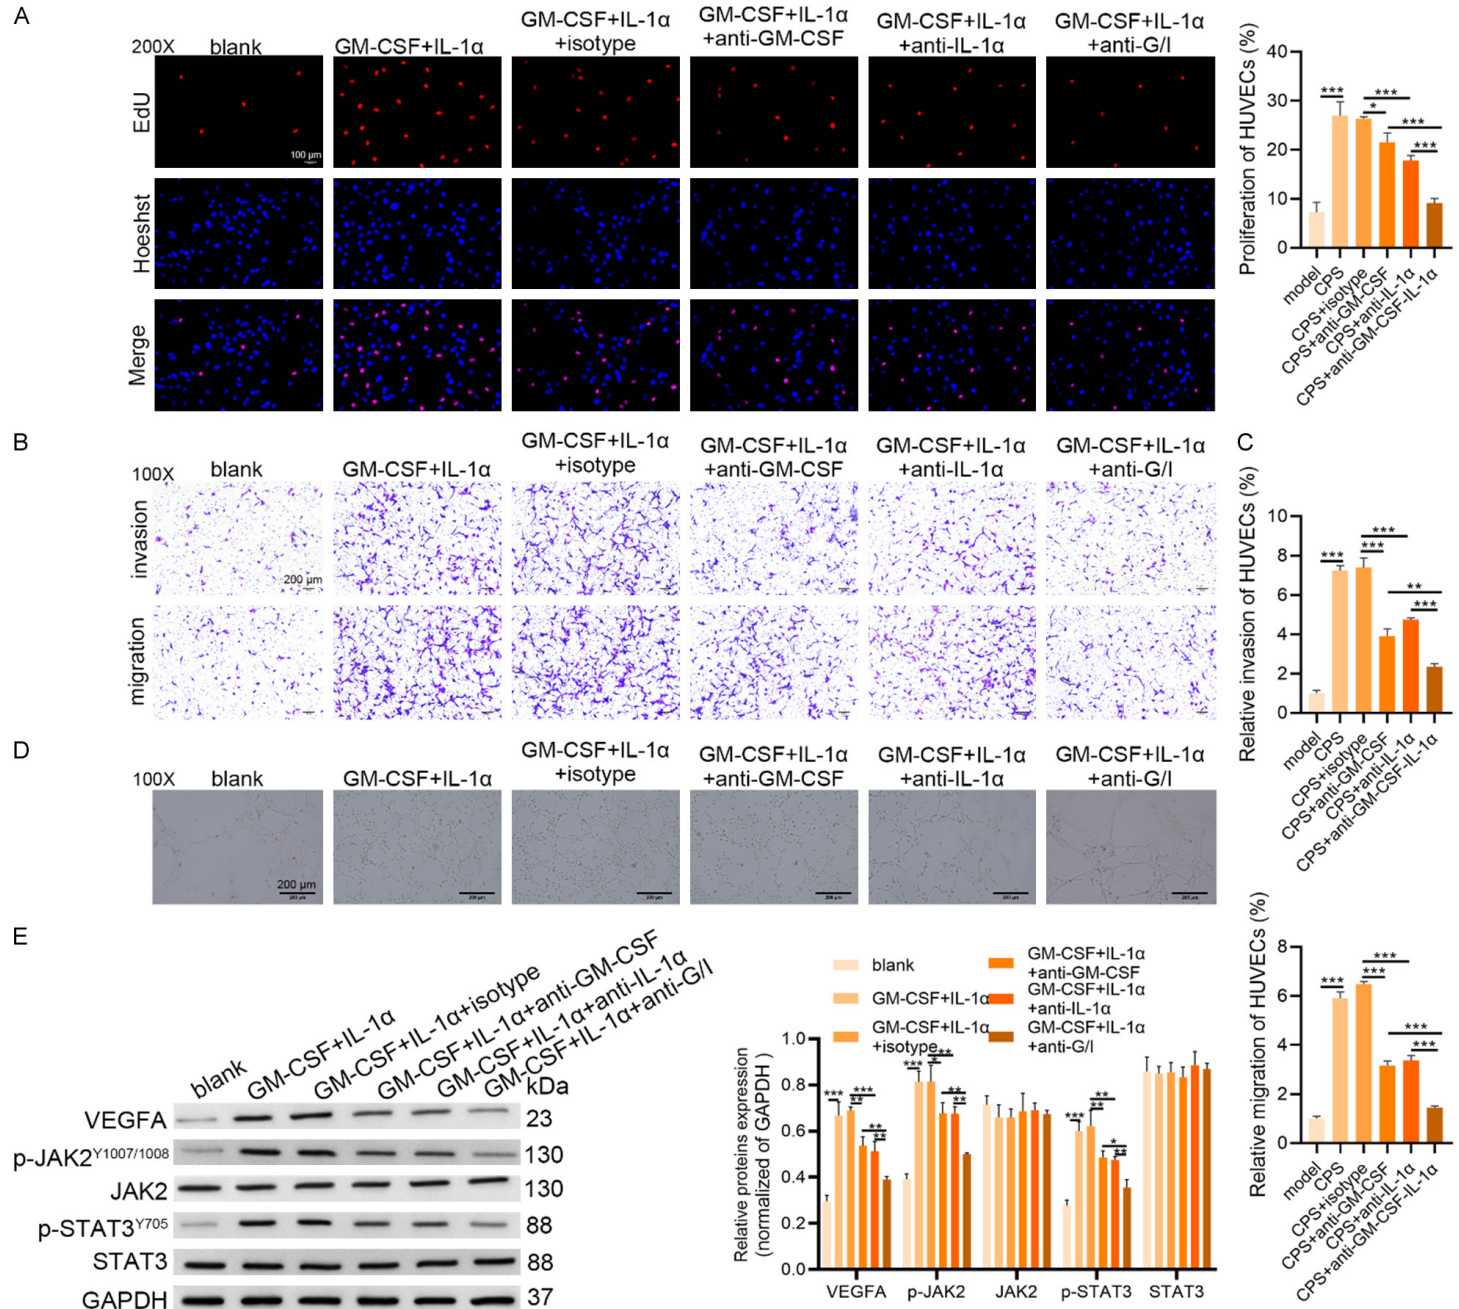 A
200X
blank
GM-CSF+IL-1α
GM-CSF+IL-1α
+isotype
GM-CSF+IL-1α
+anti-GM-CSF
GM-CSF+IL-1α
+anti-IL-1α
GM-CSF+IL-1α
+anti-G/I
EdU
100 μm
Hoeshst
Merge
Proliferation of HUVECs (%)
40
30
20
10
0
***
***
*
***
***
model
CPS
CPS+isotype
CPS+anti-GM-CSF
CPS+anti-IL-1α
CPS+anti-GM-CSF-IL-1α
B
100X
blank
GM-CSF+IL-1α
GM-CSF+IL-1α
+isotype
GM-CSF+IL-1α
+anti-GM-CSF
GM-CSF+IL-1α
+anti-IL-1α
GM-CSF+IL-1α
+anti-G/I
invasion
200 μm
migration
C
Relative invasion of HUVECs (%)
10
8
6
4
2
0
***
***
***
**
***
model
CPS
CPS+isotype
CPS+anti-GM-CSF
CPS+anti-IL-1α
CPS+anti-GM-CSF-IL-1α
D
100X
blank
GM-CSF+IL-1α
GM-CSF+IL-1α
+isotype
GM-CSF+IL-1α
+anti-GM-CSF
GM-CSF+IL-1α
+anti-IL-1α
GM-CSF+IL-1α
+anti-G/I
200 μm
200 μm
200 μm
200 μm
200 μm
200 μm
200 μm
Relative migration of HUVECs (%)
8
6
4
2
0
***
***
***
***
***
model
CPS
CPS+isotype
CPS+anti-GM-CSF
CPS+anti-IL-1α
CPS+anti-GM-CSF-IL-1α
E
blank
GM-CSF+IL-1α
GM-CSF+IL-1α+isotype
GM-CSF+IL-1α+anti-GM-CSF
GM-CSF+IL-1α+anti-IL-1α
GM-CSF+IL-1α+anti-G/I
kDa
VEGFA 23
p-JAK2Y1007/1008 130
JAK2 130
p-STAT3Y705 88
STAT3 88
GAPDH 37
blank
GM-CSF+IL-1α
GM-CSF+IL-1α
+isotype
GM-CSF+IL-1α
+anti-GM-CSF
GM-CSF+IL-1α
+anti-IL-1α
GM-CSF+IL-1α
+anti-G/I
Relative proteins expression
(normalized of GAPDH )
1.0
0.8
0.6
0.4
0.2
0.0
***
***
**
**
**
***
***
*
**
**
***
**
**
*
**
VEGFA
p-JAK2
JAK2
p-STAT3
STAT3